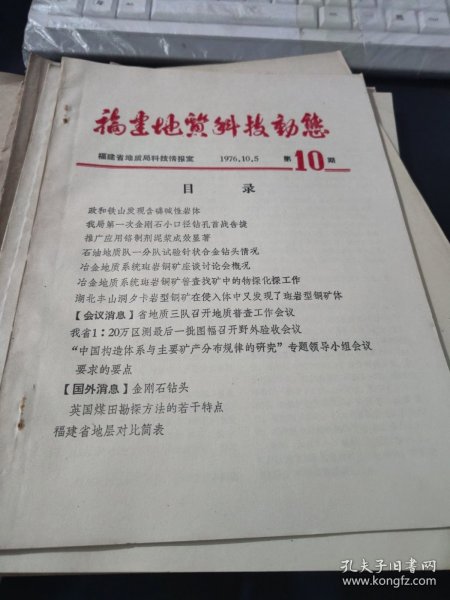 福建地质科技动态
福建省地质局科技情报室 1976.10.5 第10期
目 录
政和铁山发现含磷碱性岩体
我局第一次金刚石小口径钻孔首战告捷
推广应用铬制剂泥浆成效显著
石油地质队一分队试验针状合金钻头情况
冶金地质系统斑岩铜矿座谈讨论会概况
冶金地质系统斑岩铜矿普查找矿中的物探化探工作
湖北丰山洞夕卡岩型铜矿在侵入体中又发现了斑岩型铜矿体
【会议消息】省地质三队召开地质普查工作会议
我省1:20万区测最后一批图幅召开野外验收会议
“中国构造体系与主要矿产分布规律的研究”专题领导小组会议
要求的要点
【国外消息】金刚石钻头
英国煤田勘探方法的若干特点
福建省地层对比简表
孔夫子旧书网
www.kongfz.com